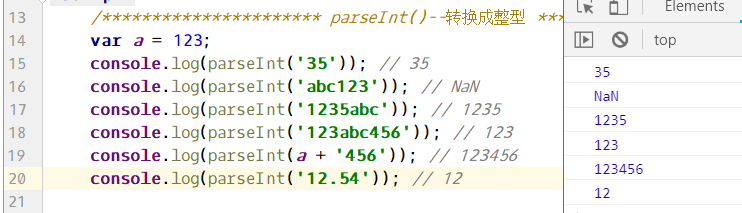 Elements
top
13 /********************** parseInt()--转换成整型 ***
14 var a = 123;
15 console.log(parseInt('35')); // 35
16 console.log(parseInt('abc123')); // NaN
17 console.log(parseInt('1235abc')); // 1235
18 console.log(parseInt('123abc456')); // 123
19 console.log(parseInt(a + '456')); // 123456
20 console.log(parseInt('12.54')); // 12
21
35
NaN
1235
123
123456
12